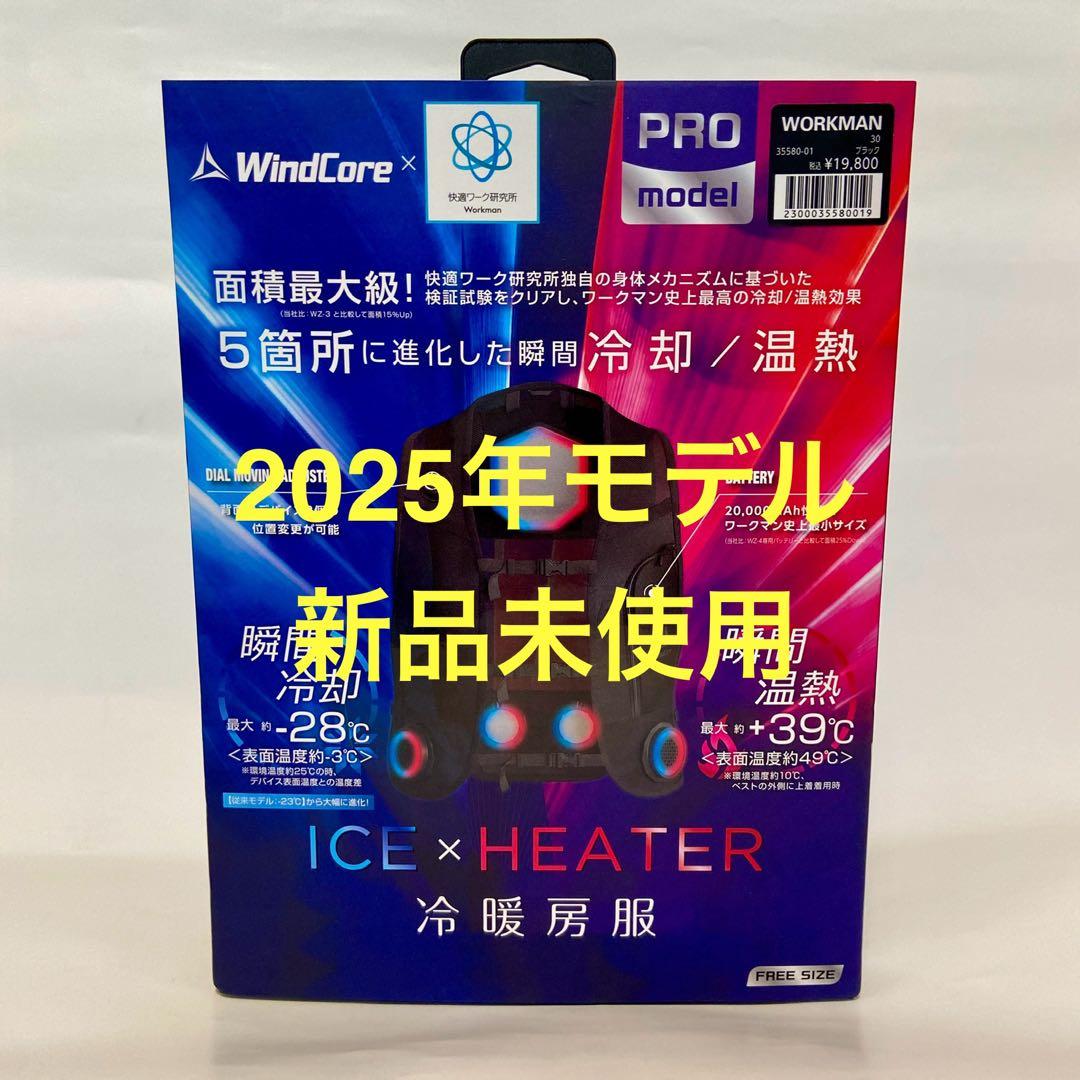 WindCore ×
快適ワーク研究所
Workman
PRO
model
WORKMAN
30
35580-01 ブラック
税込 ¥19,800
2300035580019
面積最大級!
(当社比:WZ-3 と比較して面積15%Up)
快適ワーク研究所独自の身体メカニズムに基づいた
検証試験をクリアし、ワークマン史上最高の冷却/温熱効果
5箇所に進化した瞬間 冷却/温熱
2025年モデル
DIAL MOVING
位置変更が可能
BATTERY
20,000
ワークマン史上最小サイズ
新品未使用
瞬間
冷却
最大 約 -28℃
<表面温度約-3℃>
※環境温度約25℃の時、
デバイス表面温度との温度差
【従来モデル:-23℃】から大幅に進化!
瞬間
温熱
最大 約 +39℃
<表面温度約49℃>
※環境温度約10℃、
ベストの外側に上着着用時
ICE × HEATER
冷暖房服
FREE SIZE